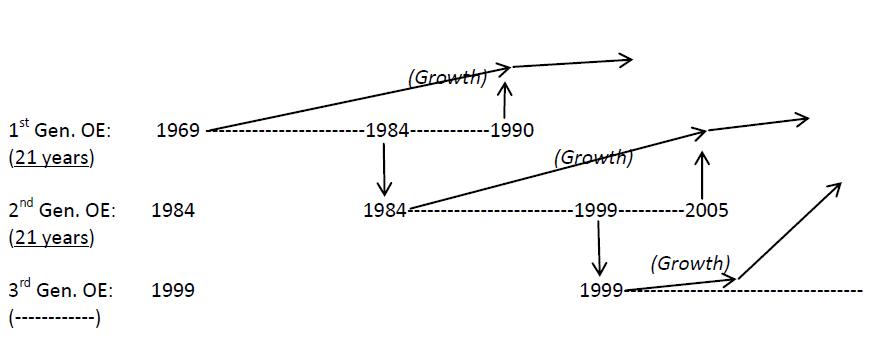 (Growth)
1st Gen. OE: 1969 ----------------------1984-----------1990
(21 years)
(Growth)
2nd Gen. OE: 1984 1984-----------------------1999----------2005
(21 years)
(Growth)
3rd Gen. OE: 1999 1999----------------------------------
(------------)